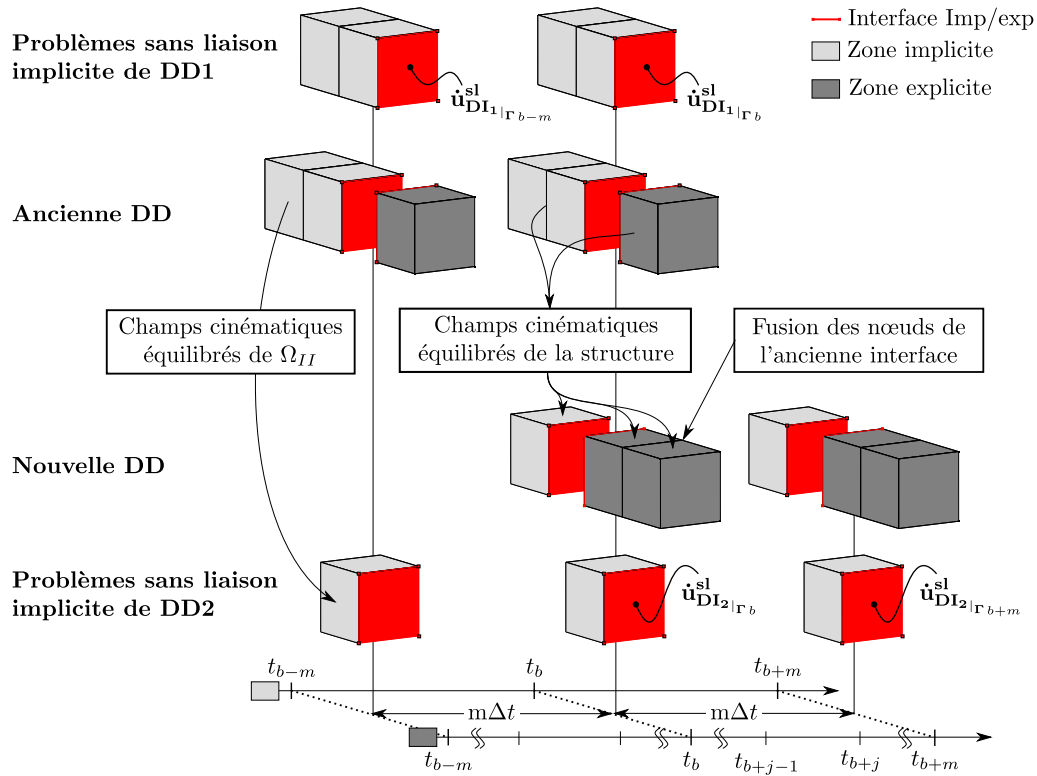 Problèmes sans liaison
implicite de DD1
u̇^sl_DI₁|Γ b−m
u̇^sl_DI₁|Γ b
Interface Imp/exp
Zone implicite
Zone explicite
Ancienne DD
Champs cinématiques
équilibrés de Ω_II
Champs cinématiques
équilibrés de la structure
Fusion des nœuds de
l'ancienne interface
Nouvelle DD
Problèmes sans liaison
implicite de DD2
u̇^sl_DI₂|Γ b
u̇^sl_DI₂|Γ b+m
t_b−m
t_b
t_b+m
mΔt
mΔt
t_b−m
t_b
t_b+j−1
t_b+j
t_b+m